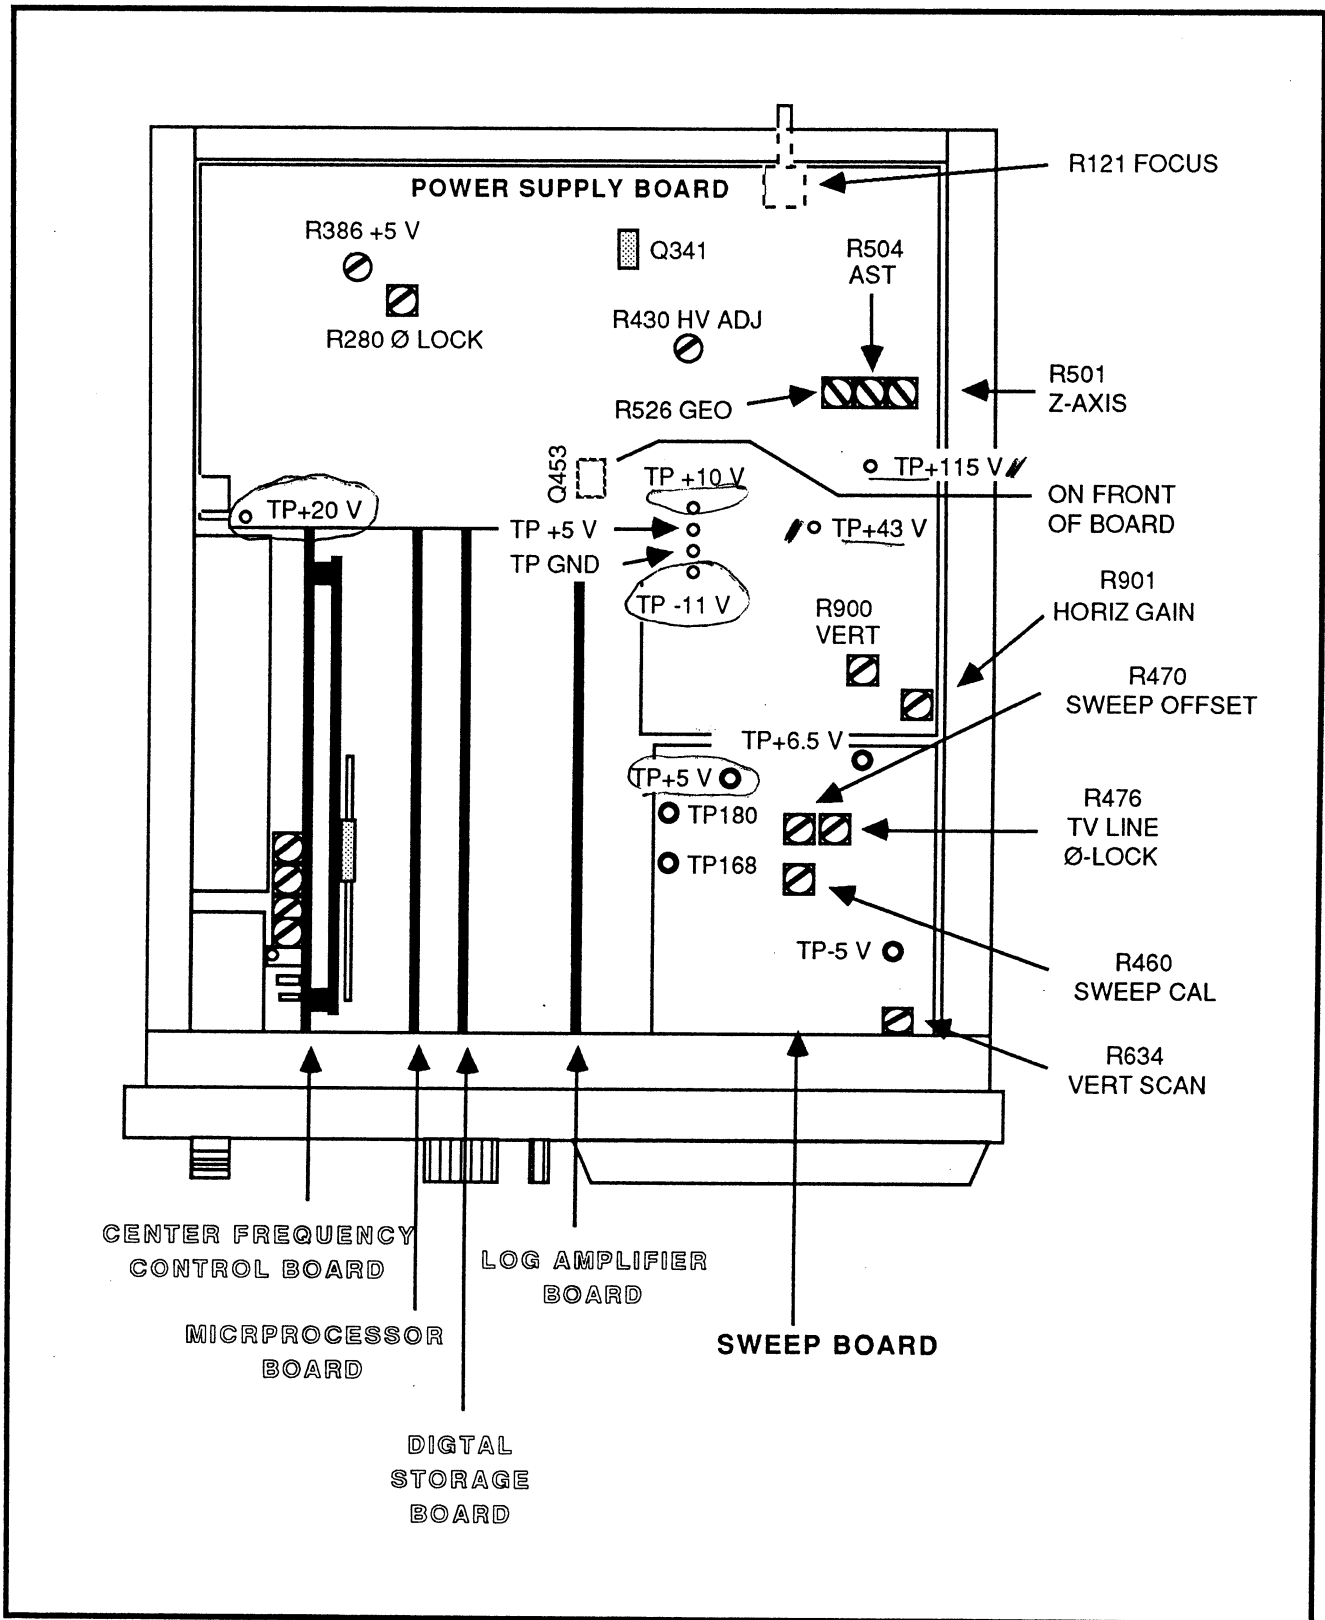 R121 FOCUS
POWER SUPPLY BOARD
R386 +5 V
Q341
R504
AST
R280 Ø LOCK
R430 HV ADJ
R526 GEO
R501
Z-AXIS
Q453
TP +10 V
TP+115 V
ON FRONT
OF BOARD
TP+20 V
TP +5 V
TP+43 V
TP GND
TP -11 V
R900
VERT
R901
HORIZ GAIN
R470
SWEEP OFFSET
TP+6.5 V
TP+5 V
TP180
R476
TV LINE
Ø-LOCK
TP168
TP-5 V
R460
SWEEP CAL
R634
VERT SCAN
CENTER FREQUENCY
CONTROL BOARD
LOG AMPLIFIER
BOARD
MICRPROCESSOR
BOARD
SWEEP BOARD
DIGTAL
STORAGE
BOARD